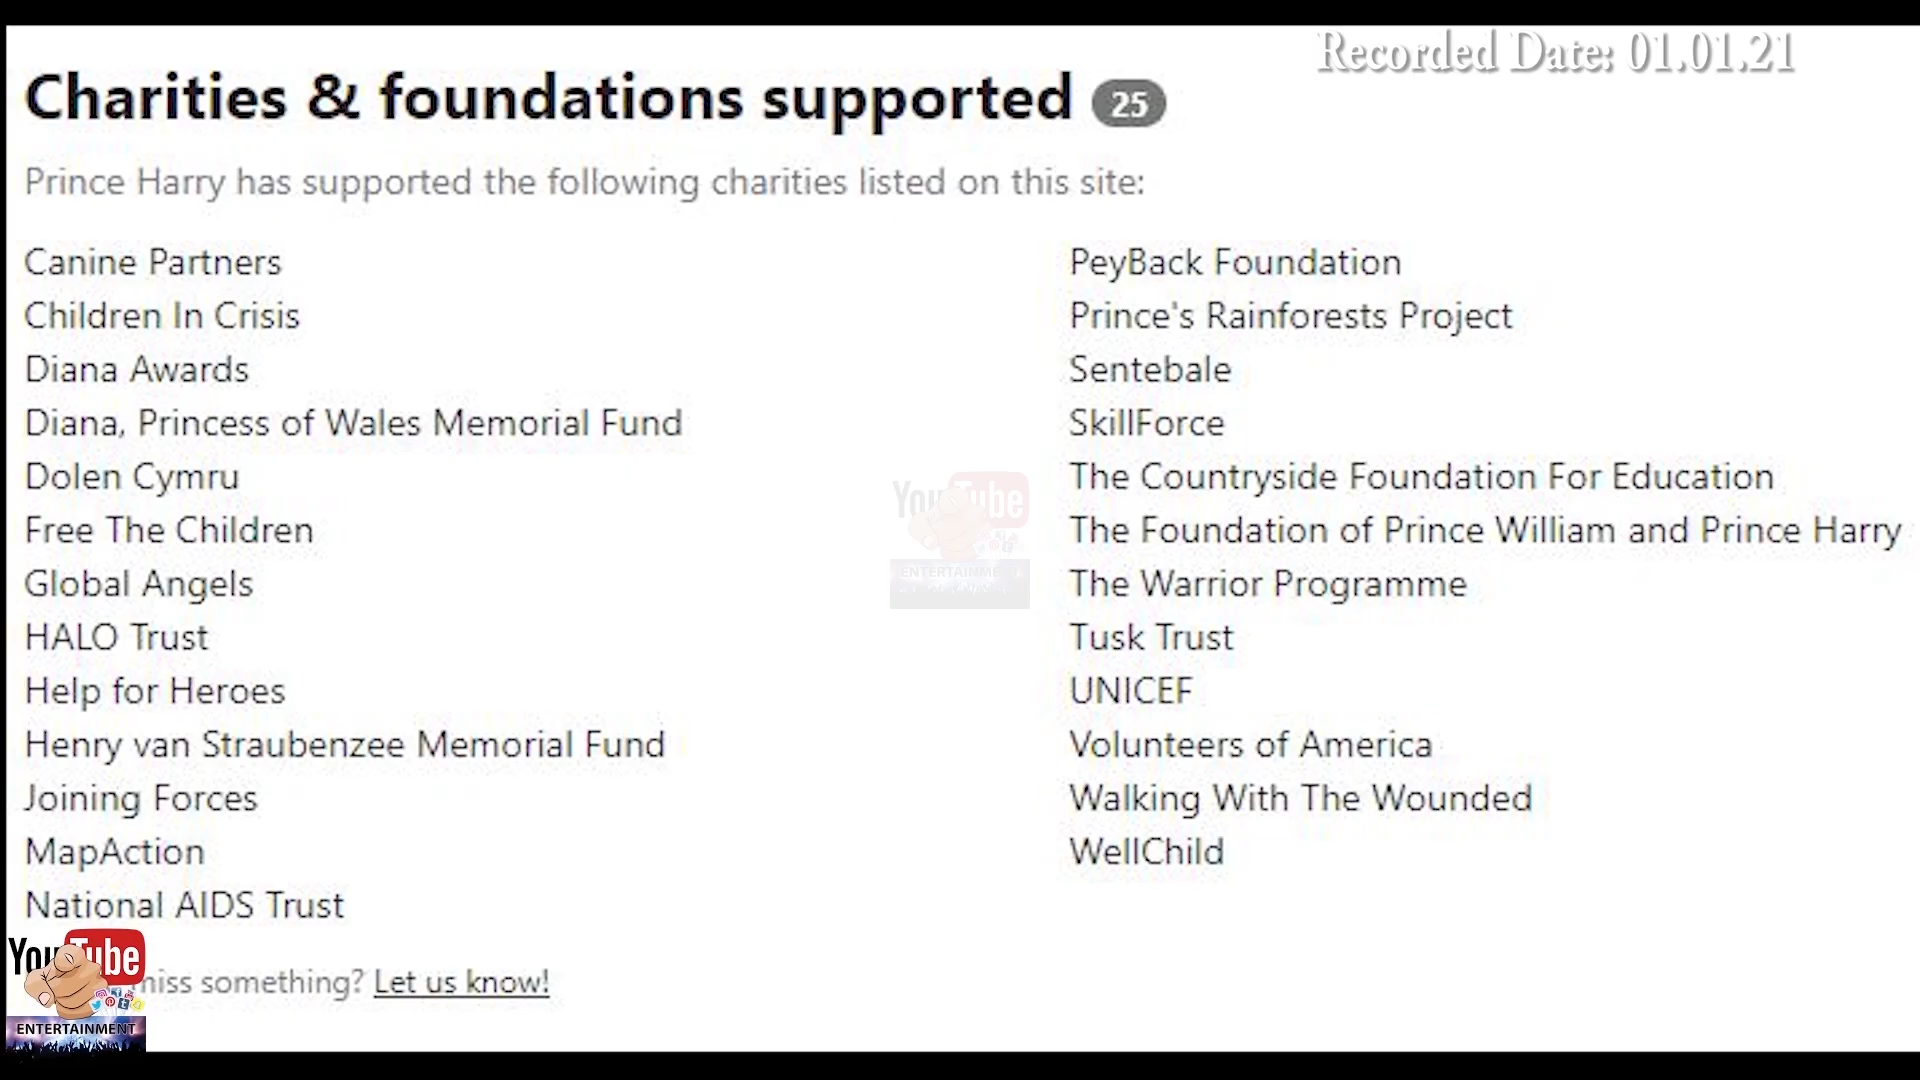 Recorded Date: 01.01.21
Charities & foundations supported 25
Prince Harry has supported the following charities listed on this site:
Canine Partners
Children In Crisis
Diana Awards
Diana, Princess of Wales Memorial Fund
Dolen Cymru
Free The Children
Global Angels
HALO Trust
Help for Heroes
Henry van Straubenzee Memorial Fund
Joining Forces
MapAction
National AIDS Trust
PeyBack Foundation
Prince's Rainforests Project
Sentebale
SkillForce
The Countryside Foundation For Education
The Foundation of Prince William and Prince Harry
The Warrior Programme
Tusk Trust
UNICEF
Volunteers of America
Walking With The Wounded
WellChild
YouTube
ENTERTAINMENT
miss something? Let us know!
YouTube
ENTERTAINMENT